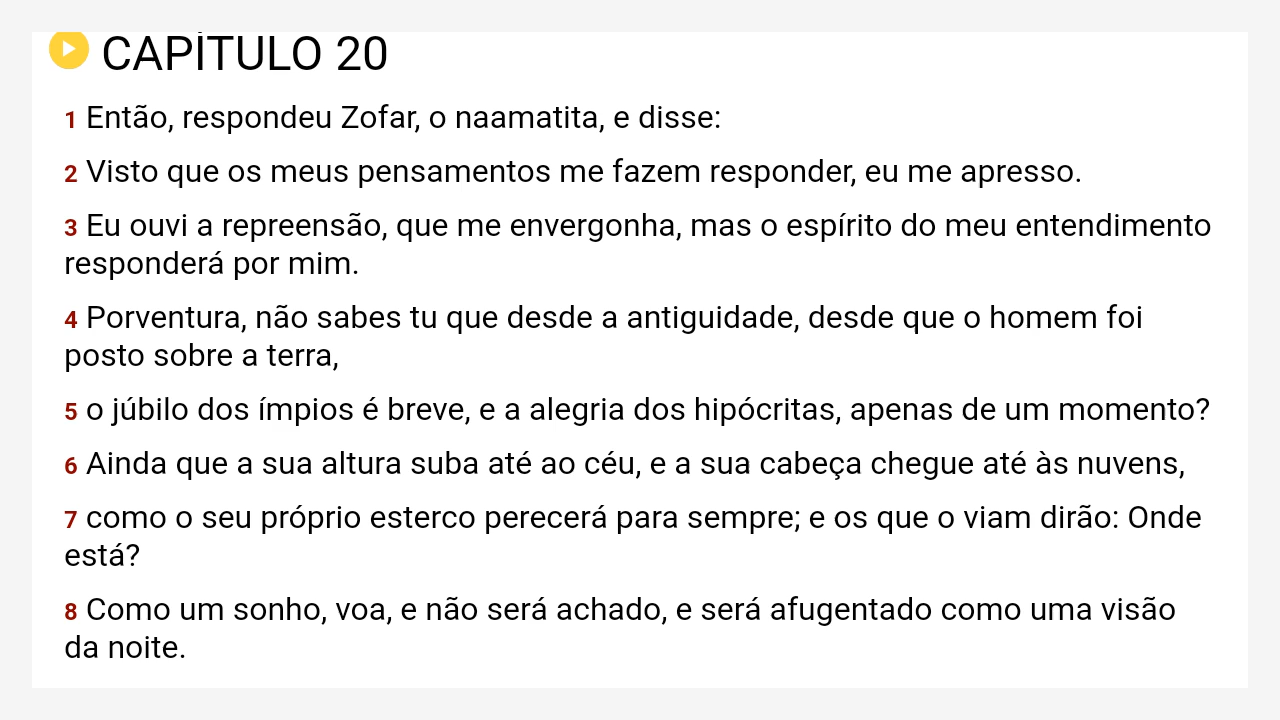 CAPÍTULO 20
1 Então, respondeu Zofar, o naamatita, e disse:
2 Visto que os meus pensamentos me fazem responder, eu me apresso.
3 Eu ouvi a repreensão, que me envergonha, mas o espírito do meu entendimento
responderá por mim.
4 Porventura, não sabes tu que desde a antiguidade, desde que o homem foi
posto sobre a terra,
5 o júbilo dos ímpios é breve, e a alegria dos hipócritas, apenas de um momento?
6 Ainda que a sua altura suba até ao céu, e a sua cabeça chegue até às nuvens,
7 como o seu próprio esterco perecerá para sempre; e os que o viam dirão: Onde
está?
8 Como um sonho, voa, e não será achado, e será afugentado como uma visão
da noite.